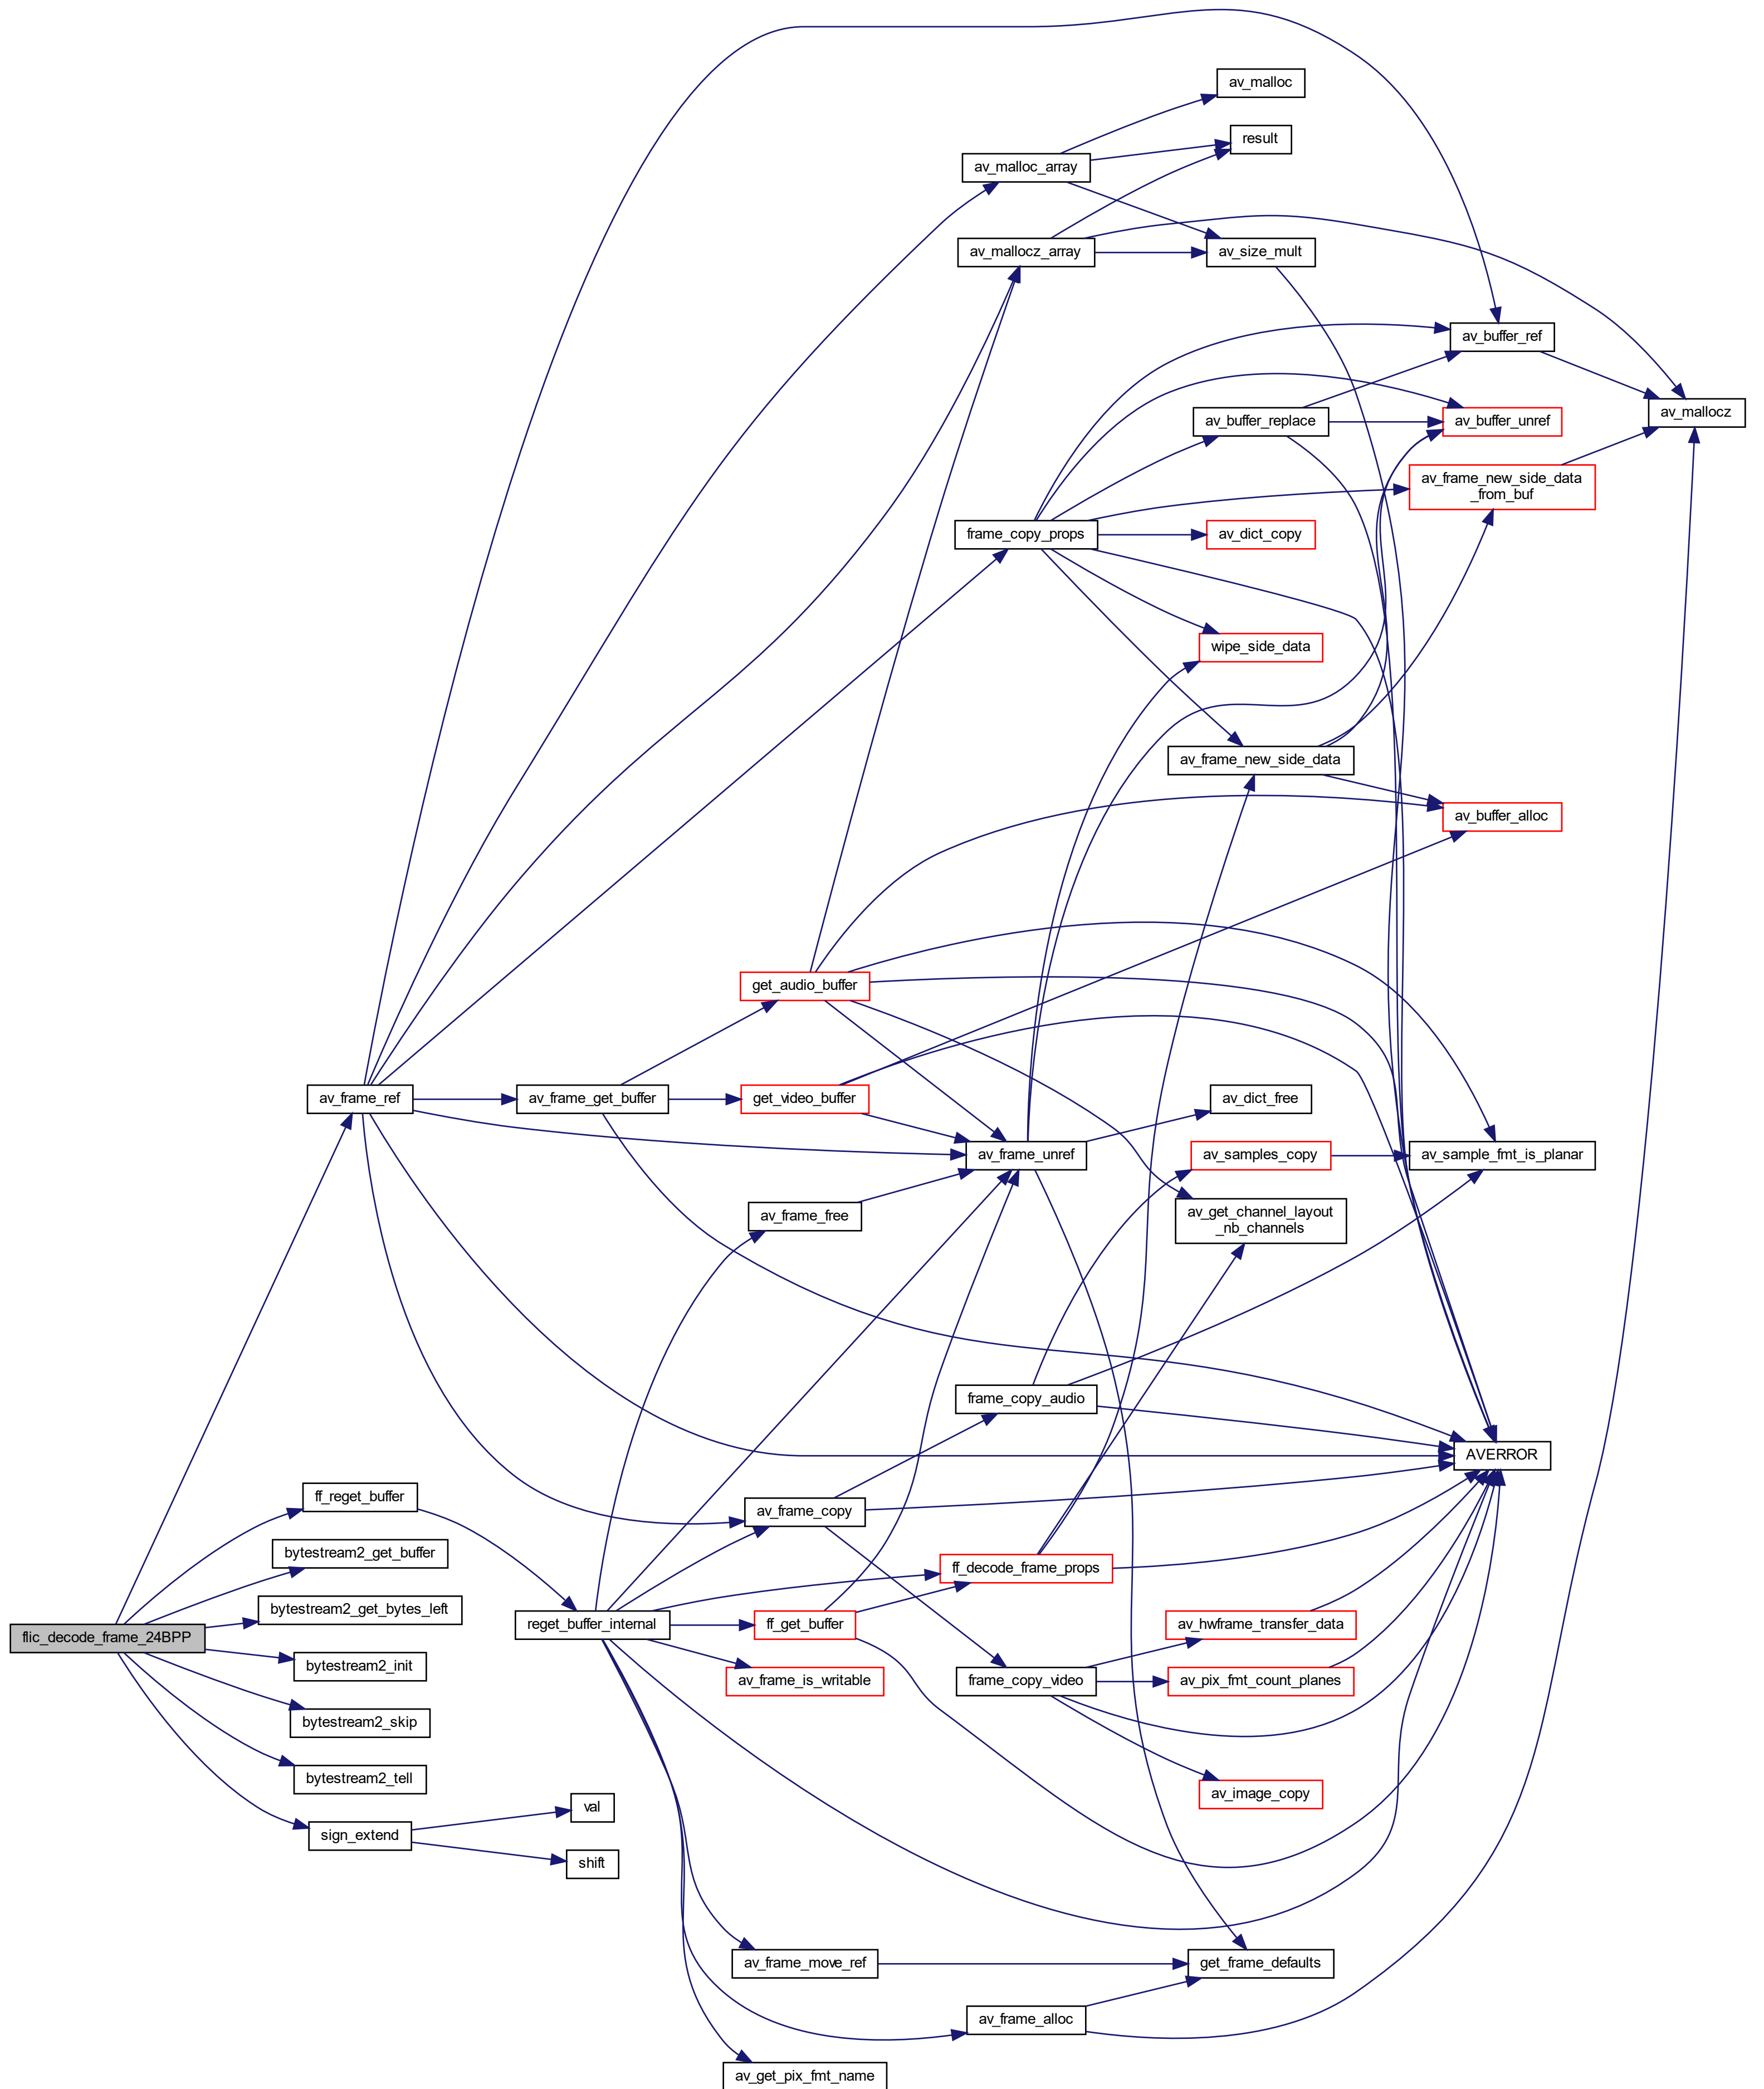 av_malloc
result
av_malloc_array
av_mallocz_array
av_size_mult
av_buffer_ref
av_mallocz
av_buffer_replace
av_buffer_unref
av_frame_new_side_data
_from_buf
frame_copy_props
av_dict_copy
wipe_side_data
av_frame_new_side_data
av_buffer_alloc
get_audio_buffer
av_frame_ref
av_frame_get_buffer
get_video_buffer
av_dict_free
av_frame_unref
av_samples_copy
av_sample_fmt_is_planar
av_frame_free
av_get_channel_layout
_nb_channels
frame_copy_audio
AVERROR
ff_reget_buffer
av_frame_copy
bytestream2_get_buffer
ff_decode_frame_props
bytestream2_get_bytes_left
flic_decode_frame_24BPP
reget_buffer_internal
ff_get_buffer
av_hwframe_transfer_data
bytestream2_init
av_frame_is_writable
frame_copy_video
av_pix_fmt_count_planes
bytestream2_skip
bytestream2_tell
av_image_copy
val
sign_extend
shift
av_frame_move_ref
get_frame_defaults
av_frame_alloc
av_get_pix_fmt_name